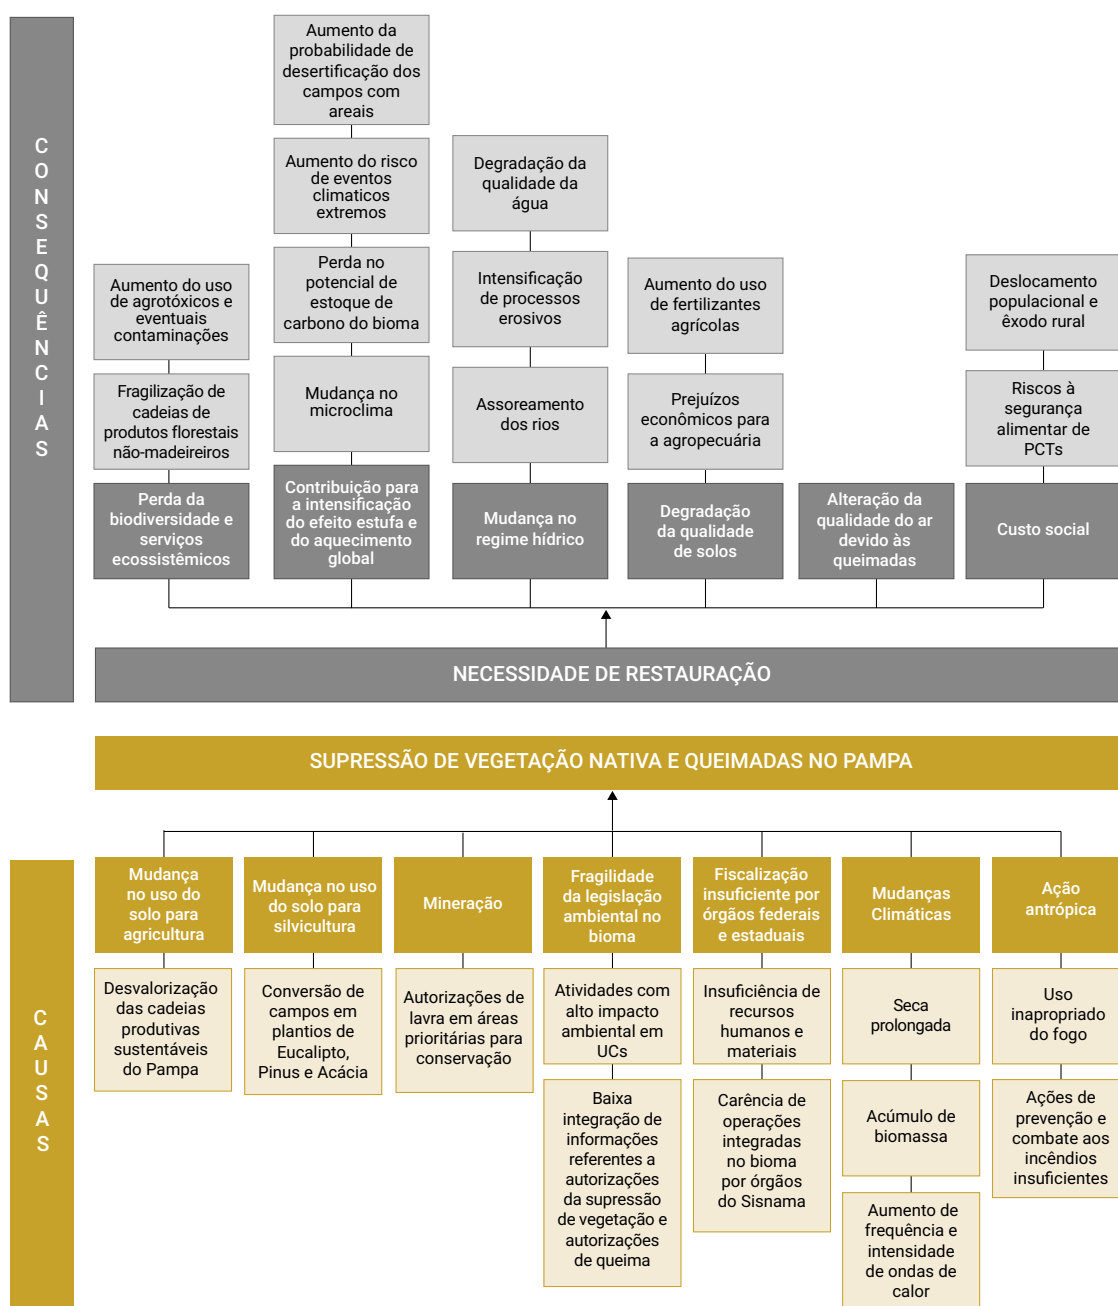 CONSEQUÊNCIAS
Aumento da
probabilidade de
desertificação dos
campos com
areais
Aumento do risco
de eventos
climaticos
extremos
Perda no
potencial de
estoque de
carbono do bioma
Mudança no
microclima
Contribuição para
a intensificação
do efeito estufa e
do aquecimento
global
Aumento do uso
de agrotóxicos e
eventuais
contaminações
Fragilização de
cadeias de
produtos florestais
não-madeireiros
Perda da
biodiversidade e
serviços
ecossistêmicos
Degradação da
qualidade da
água
Intensificação
de processos
erosivos
Assoreamento
dos rios
Mudança no
regime hídrico
Aumento do uso
de fertilizantes
agrícolas
Prejuízos
econômicos para
a agropecuária
Degradação
da qualidade
de solos
Alteração da
qualidade do ar
devido às
queimadas
Deslocamento
populacional e
êxodo rural
Riscos à
segurança
alimentar de
PCTs
Custo social
NECESSIDADE DE RESTAURAÇÃO
SUPRESSÃO DE VEGETAÇÃO NATIVA E QUEIMADAS NO PAMPA
CAUSAS
Mudança
no uso do
solo para
agricultura
Desvalorização
das cadeias
produtivas
sustentáveis
do Pampa
Mudança no uso
do solo para
silvicultura
Conversão de
campos em
plantios de
Eucalipto,
Pinus e Acácia
Mineração
Autorizações de
lavra em áreas
prioritárias para
conservação
Fragilidade
da legislação
ambiental no
bioma
Atividades com
alto impacto
ambiental em
UCs
Baixa
integração de
informações
referentes a
autorizações
da supressão
de vegetação e
autorizações
de queima
Fiscalização
insuficiente por
órgãos federais
e estaduais
Insuficiência de
recursos
humanos e
materiais
Carência de
operações
integradas
no bioma
por órgãos
do Sisnama
Mudanças
Climáticas
Seca
prolongada
Acúmulo de
biomassa
Aumento de
frequência e
intensidade
de ondas de
calor
Ação
antrópica
Uso
inapropriado
do fogo
Ações de
prevenção e
combate aos
incêndios
insuficientes